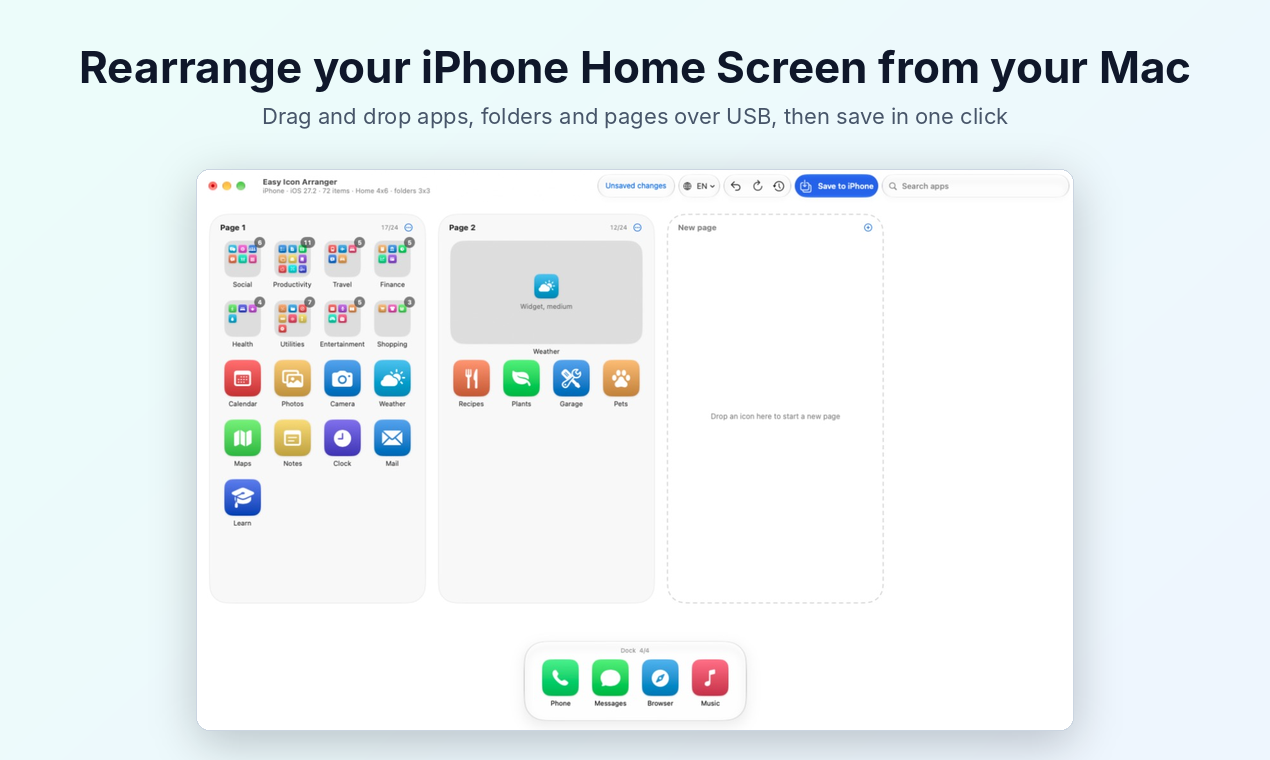 Rearrange your iPhone Home Screen from your Mac
Drag and drop apps, folders and pages over USB, then save in one click
Easy Icon Arranger
iPhone · iOS 27.2 · 72 items · Home 4x6 · folders 3x3
Unsaved changes
EN
Save to iPhone
Search apps
Page 1
17/24
6
11
5
5
Social
Productivity
Travel
Finance
4
7
5
3
Health
Utilities
Entertainment
Shopping
Calendar
Photos
Camera
Weather
Maps
Notes
Clock
Mail
Learn
Page 2
12/24
Widget, medium
Weather
Recipes
Plants
Garage
Pets
New page
Drop an icon here to start a new page
Dock 4/4
Phone
Messages
Browser
Music